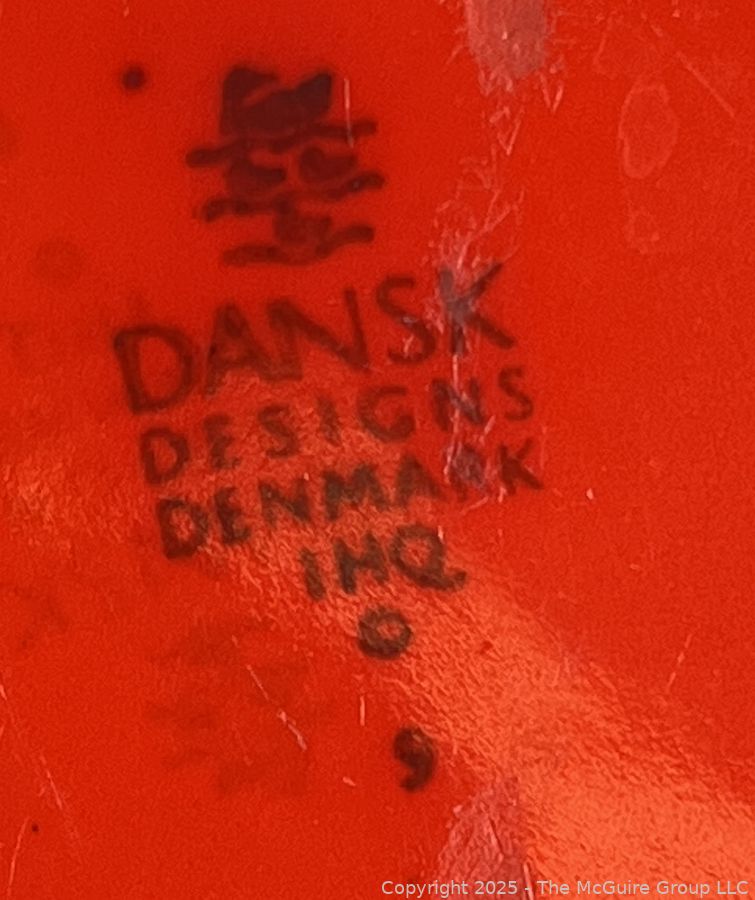 DANSK
DESIGNS
DENMARK
IHQ
Copyright 2025 - The McGuire Group LLC